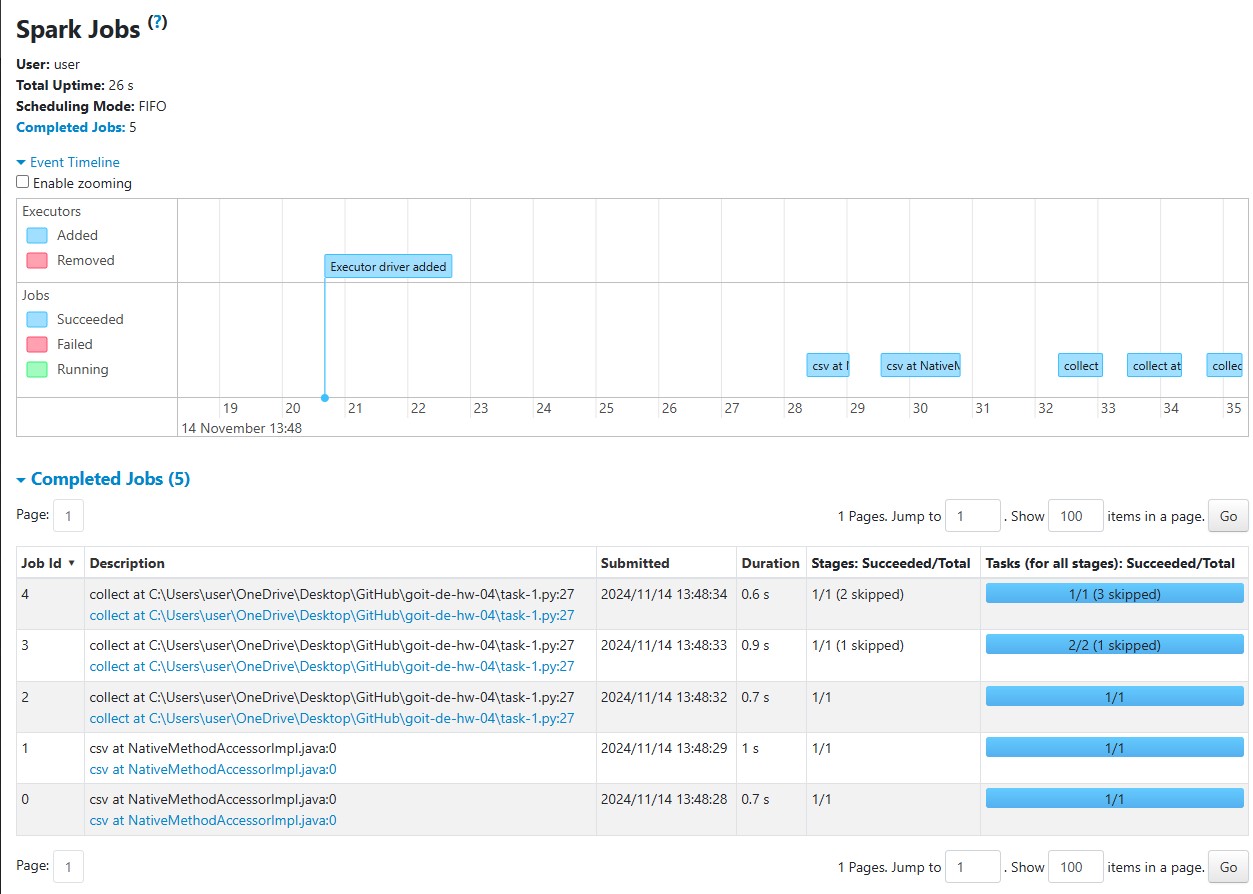 Spark Jobs (?)
User: user
Total Uptime: 26 s
Scheduling Mode: FIFO
Completed Jobs: 5
Event Timeline
Enable zooming
Executors
Added
Removed
Executor driver added
Jobs
Succeeded
Failed
Running
csv at csv at Native collect collect at collec
19 20 21 22 23 24 25 26 27 28 29 30 31 32 33 34 35
14 November 13:48
Completed Jobs (5)
Page: 1 1 Pages. Jump to 1 . Show 100 items in a page. Go
Job Id ▾ Description Submitted Duration Stages: Succeeded/Total Tasks (for all stages): Succeeded/Total
4 collect at C:\Users\user\OneDrive\Desktop\GitHub\goit-de-hw-04\task-1.py:27 2024/11/14 13:48:34 0.6 s 1/1 (2 skipped) 1/1 (3 skipped)
collect at C:\Users\user\OneDrive\Desktop\GitHub\goit-de-hw-04\task-1.py:27
3 collect at C:\Users\user\OneDrive\Desktop\GitHub\goit-de-hw-04\task-1.py:27 2024/11/14 13:48:33 0.9 s 1/1 (1 skipped) 2/2 (1 skipped)
collect at C:\Users\user\OneDrive\Desktop\GitHub\goit-de-hw-04\task-1.py:27
2 collect at C:\Users\user\OneDrive\Desktop\GitHub\goit-de-hw-04\task-1.py:27 2024/11/14 13:48:32 0.7 s 1/1 1/1
collect at C:\Users\user\OneDrive\Desktop\GitHub\goit-de-hw-04\task-1.py:27
1 csv at NativeMethodAccessorImpl.java:0 2024/11/14 13:48:29 1 s 1/1 1/1
csv at NativeMethodAccessorImpl.java:0
0 csv at NativeMethodAccessorImpl.java:0 2024/11/14 13:48:28 0.7 s 1/1 1/1
csv at NativeMethodAccessorImpl.java:0
Page: 1 1 Pages. Jump to 1 . Show 100 items in a page. Go